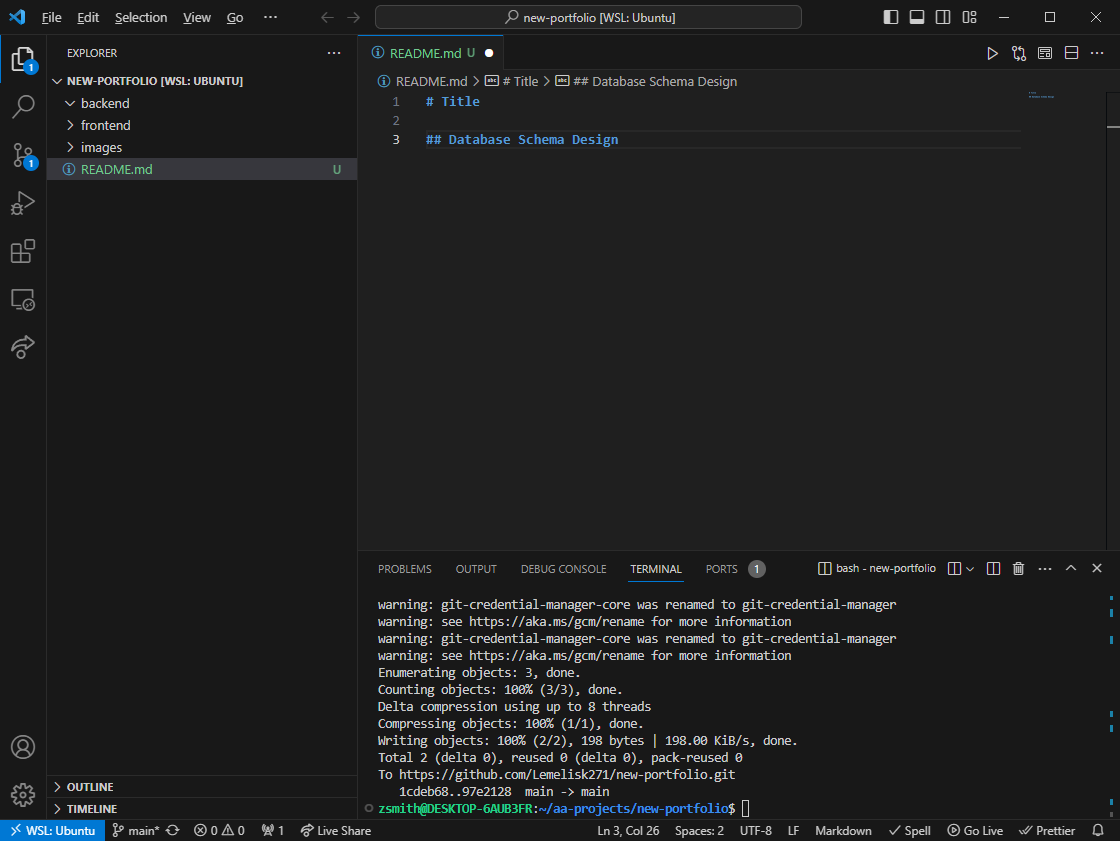 File Edit Selection View Go ··· new-portfolio [WSL: Ubuntu]
EXPLORER ···
NEW-PORTFOLIO [WSL: UBUNTU]
backend
frontend
images
README.md U
1
1
README.md U
README.md > # Title > ## Database Schema Design
1 # Title
2
3 ## Database Schema Design
PROBLEMS OUTPUT DEBUG CONSOLE TERMINAL PORTS 1 bash - new-portfolio
warning: git-credential-manager-core was renamed to git-credential-manager
warning: see https://aka.ms/gcm/rename for more information
warning: git-credential-manager-core was renamed to git-credential-manager
warning: see https://aka.ms/gcm/rename for more information
Enumerating objects: 3, done.
Counting objects: 100% (3/3), done.
Delta compression using up to 8 threads
Compressing objects: 100% (1/1), done.
Writing objects: 100% (2/2), 198 bytes | 198.00 KiB/s, done.
Total 2 (delta 0), reused 0 (delta 0), pack-reused 0
To https://github.com/Lemelisk271/new-portfolio.git
1cdeb68..97e2128 main -> main
zsmith@DESKTOP-6AUB3FR:~/aa-projects/new-portfolio$
OUTLINE
TIMELINE
WSL: Ubuntu main* 0 0 1 Live Share Ln 3, Col 26 Spaces: 2 UTF-8 LF Markdown Spell Go Live Prettier